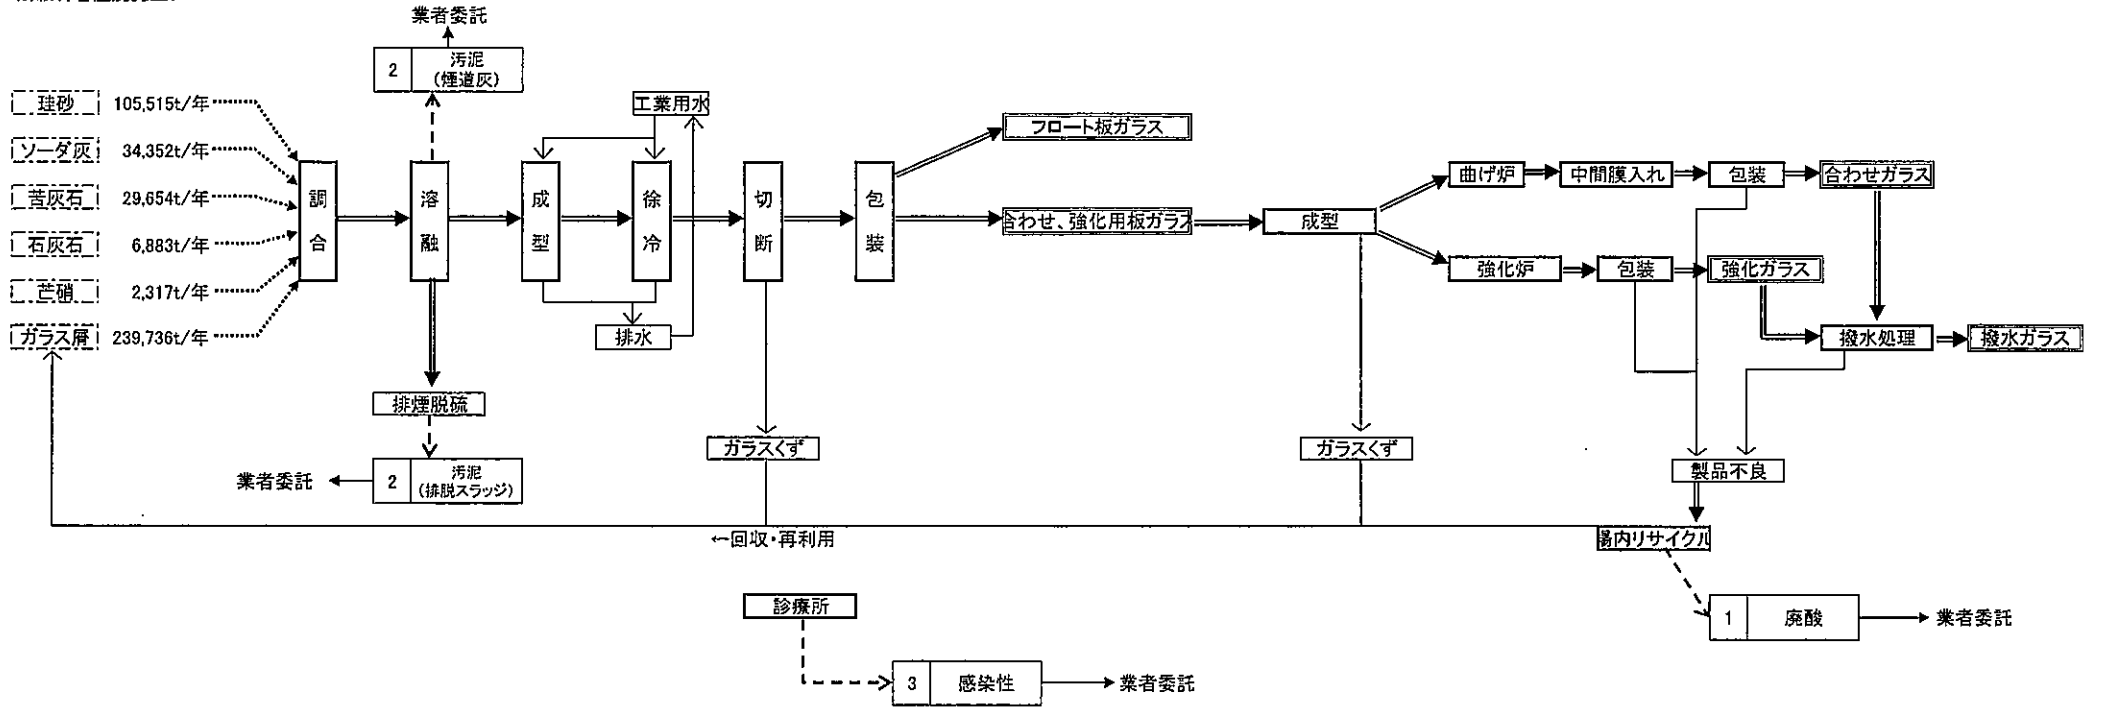 業者委託
2
汚泥
(煙道灰)
珪砂 105,515t/年
ソーダ灰 34,352t/年
苦灰石 29,654t/年
石灰石 6,883t/年
芒硝 2,317t/年
ガラス屑 239,736t/年
調合
溶融
成型
徐冷
切断
包装
工業用水
排水
フロート板ガラス
合わせ、強化用板ガラス
成型
曲げ炉
中間膜入れ
包装
合わせガラス
強化炉
包装
強化ガラス
撥水処理
撥水ガラス
排煙脱硫
業者委託
2
汚泥
(排脱スラッジ)
ガラスくず
ガラスくず
製品不良
←回収・再利用
場内リサイクル
診療所
1
廃酸
業者委託
3
感染性
業者委託